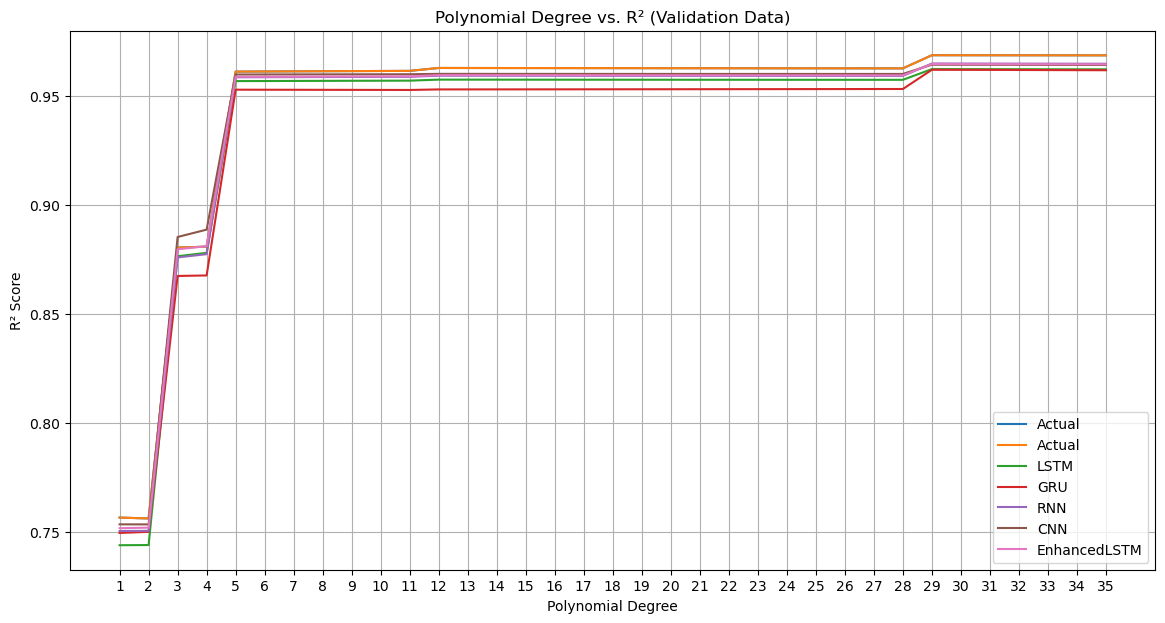 Polynomial Degree vs. R² (Validation Data)
R² Score
0.95
0.90
0.85
0.80
0.75
Actual
Actual
LSTM
GRU
RNN
CNN
EnhancedLSTM
1 2 3 4 5 6 7 8 9 10 11 12 13 14 15 16 17 18 19 20 21 22 23 24 25 26 27 28 29 30 31 32 33 34 35
Polynomial Degree